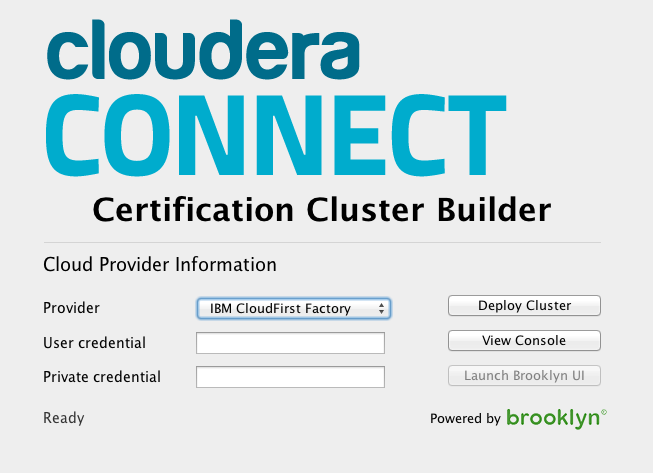 cloudera
CONNECT
Certification Cluster Builder
Cloud Provider Information
Provider
IBM CloudFirst Factory
Deploy Cluster
User credential
View Console
Private credential
Launch Brooklyn UI
Ready
Powered by brooklyn©